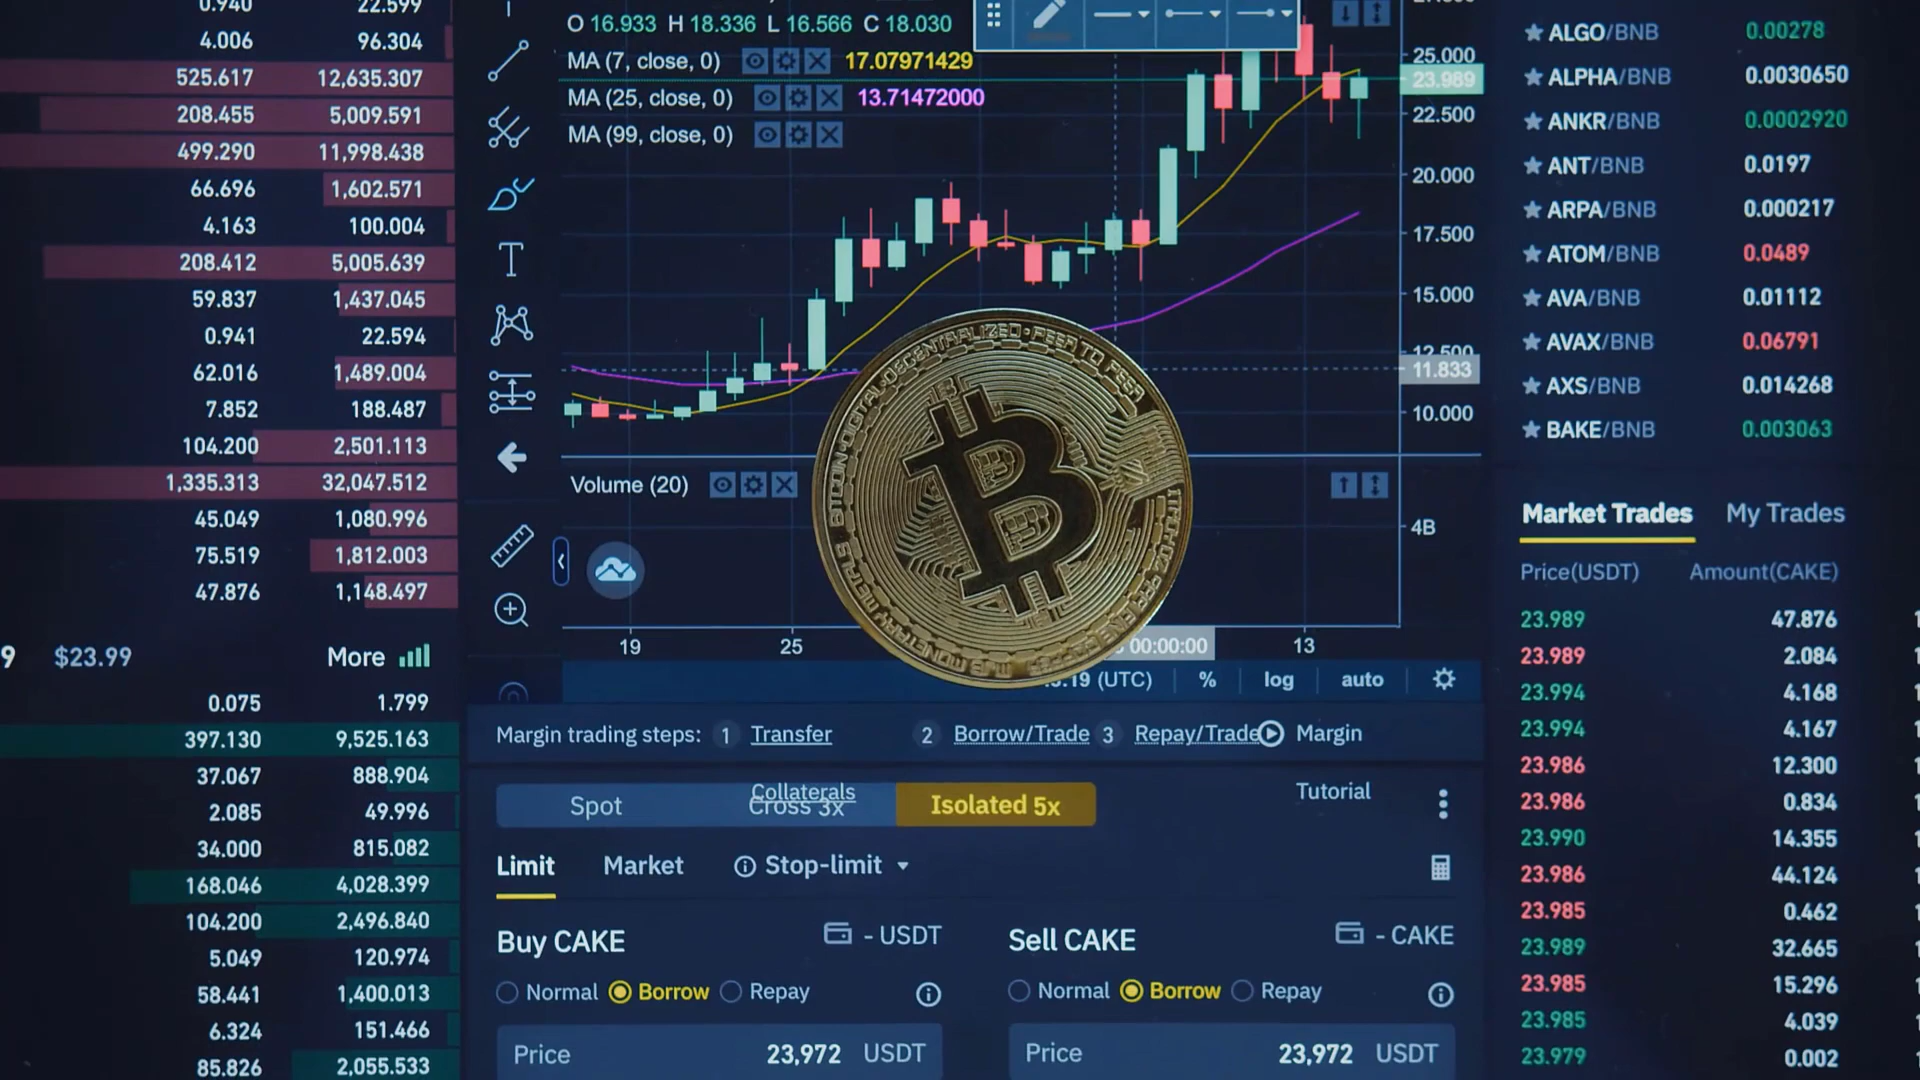 0.940 22.599
4.006 96.304
525.617 12,635.307
208.455 5,009.591
499.290 11,998.438
66.696 1,602.571
4.163 100.004
208.412 5,005.639
59.837 1,437.045
0.941 22.594
62.016 1,489.004
7.852 188.487
104.200 2,501.113
1,335.313 32,047.512
45.049 1,080.996
75.519 1,812.003
47.876 1,148.497
9 $23.99 More
0.075 1.799
397.130 9,525.163
37.067 888.904
2.085 49.996
34.000 815.082
168.046 4,028.399
104.200 2,496.840
5.049 120.974
58.441 1,400.013
6.324 151.466
85.826 2,055.533
O 16.933 H 18.336 L 16.566 C 18.030
MA (7, close, 0) 17.07971429
MA (25, close, 0) 13.71472000
MA (99, close, 0)
25.000
23.989
22.500
20.000
17.500
15.000
12.500
11.833
10.000
Volume (20)
4B
19 25 00:00:00 13
:19 (UTC) % log auto
BITCOIN·DIGITAL·DECENTRALIZED·PEER TO PEER
Margin trading steps: 1 Transfer 2 Borrow/Trade 3 Repay/Trade Margin
Collaterals Tutorial
Spot Cross 3x Isolated 5x
Limit Market Stop-limit
Buy CAKE - USDT Sell CAKE - CAKE
Normal Borrow Repay Normal Borrow Repay
Price 23,972 USDT Price 23,972 USDT
ALGO/BNB 0.00278
ALPHA/BNB 0.0030650
ANKR/BNB 0.0002920
ANT/BNB 0.0197
ARPA/BNB 0.000217
ATOM/BNB 0.0489
AVA/BNB 0.01112
AVAX/BNB 0.06791
AXS/BNB 0.014268
BAKE/BNB 0.003063
Market Trades My Trades
Price(USDT) Amount(CAKE)
23.989 47.876
23.989 2.084
23.994 4.168
23.994 4.167
23.986 12.300
23.986 0.834
23.990 14.355
23.986 44.124
23.985 0.462
23.989 32.665
23.985 15.296
23.985 4.039
23.979 0.002